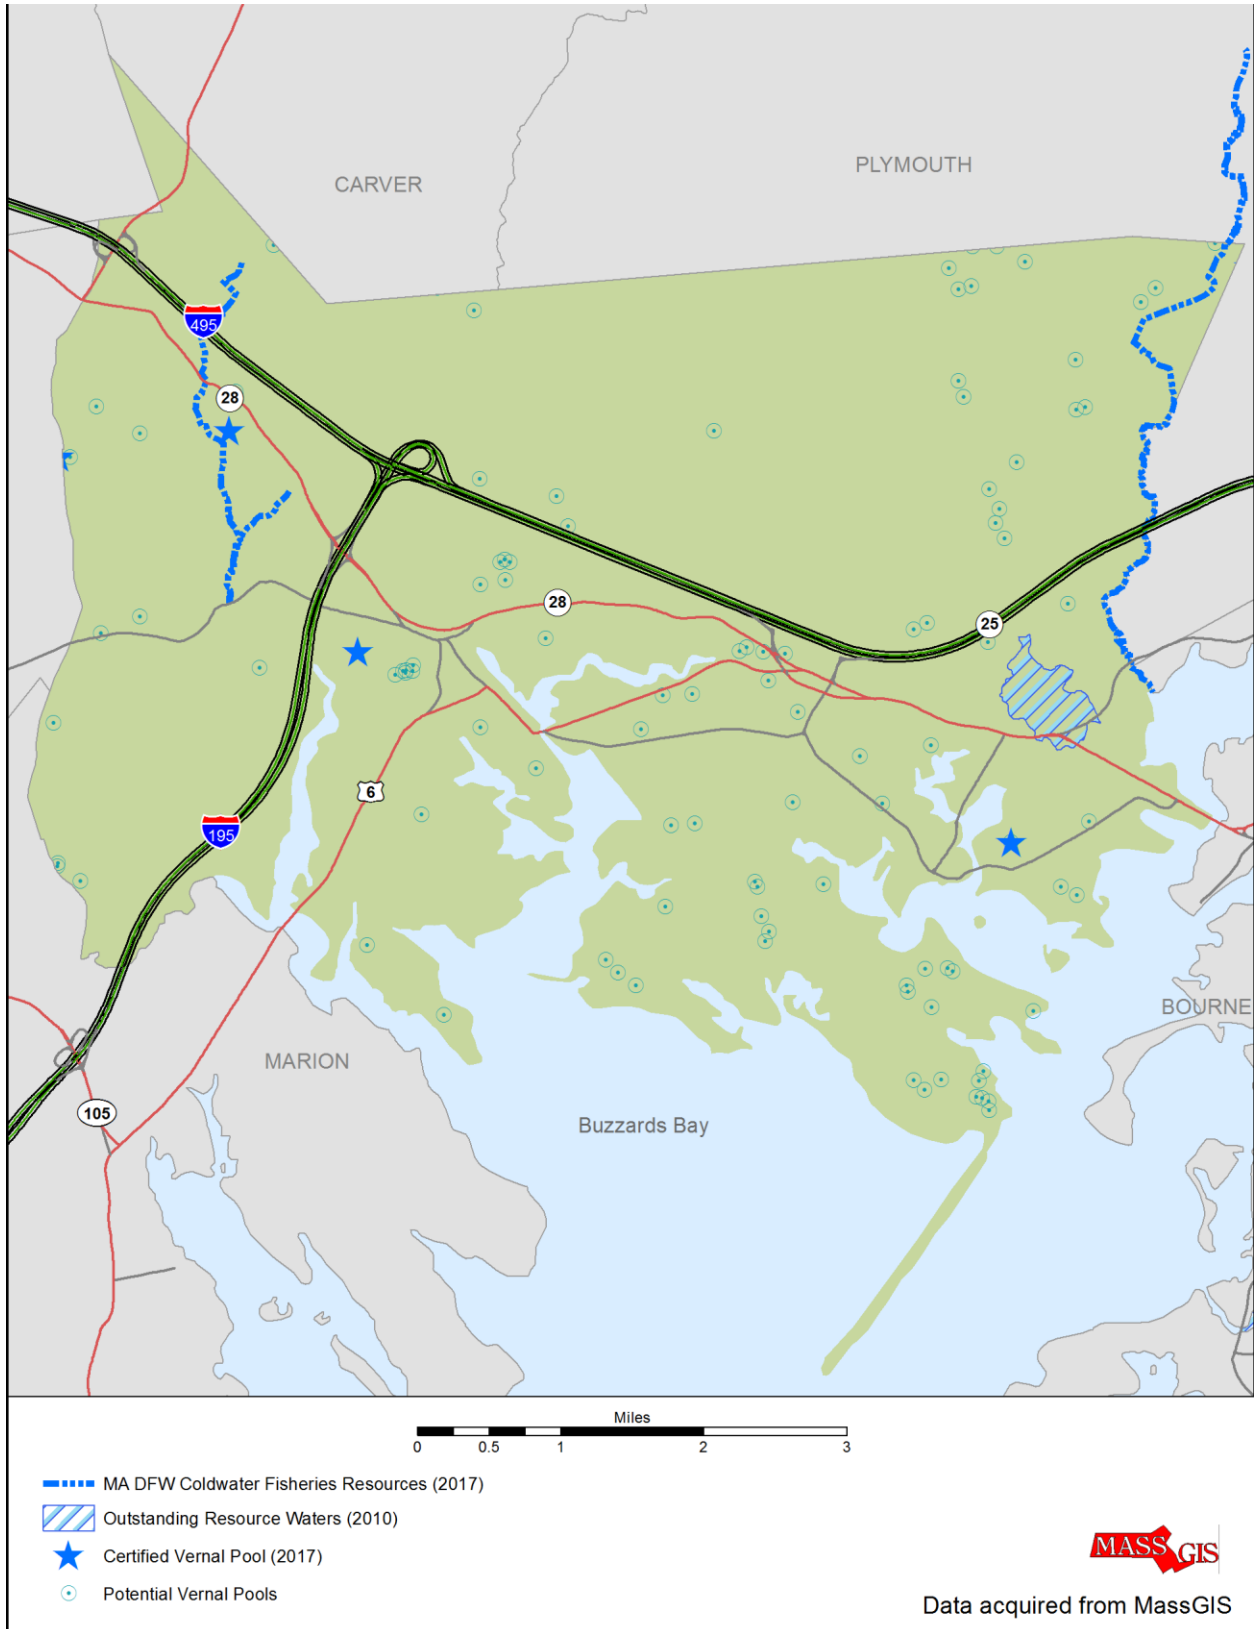 CARVER
PLYMOUTH
495
28
28
25
6
195
BOURNE
MARION
105
Buzzards Bay
Miles
0 0.5 1 2 3
MA DFW Coldwater Fisheries Resources (2017)
Outstanding Resource Waters (2010)
Certified Vernal Pool (2017)
Potential Vernal Pools
MASS GIS
Data acquired from MassGIS